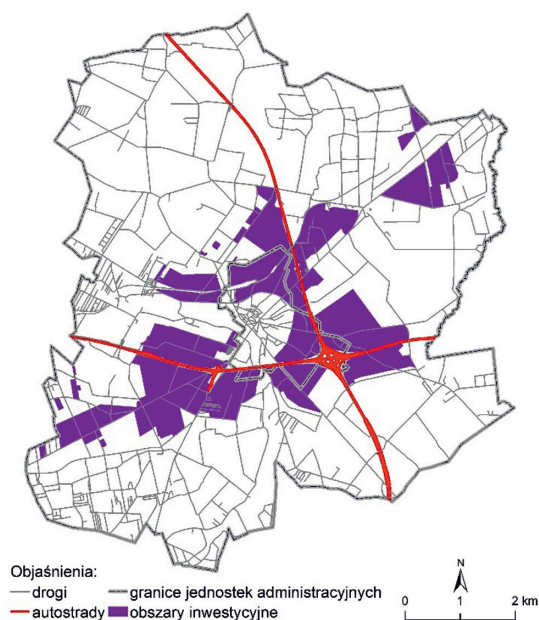 Objaśnienia:
drogi
granice jednostek administracyjnych
autostrady
obszary inwestycyjne
N
0 1 2 km